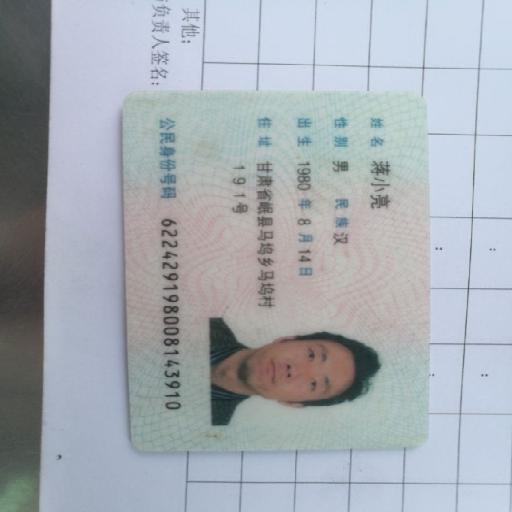 其他:
负责人签名:
姓名 蒋小亮
性别 男 民族 汉
出生 1980 年 8 月 14 日
住址 甘肃省岷县马坞乡马坞村
191号
公民身份号码 622429198008143910